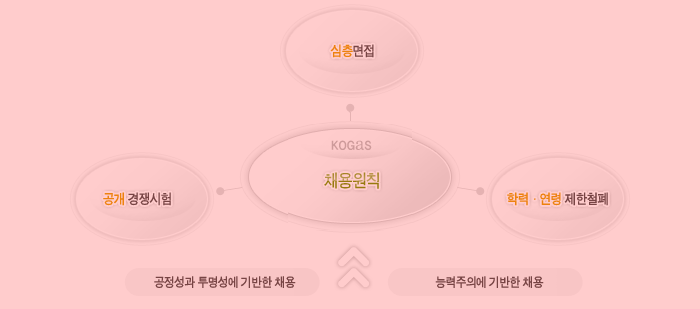 심층면접
KOGAS
채용원칙
공개 경쟁시험
학력·연령 제한철폐
공정성과 투명성에 기반한 채용
능력주의에 기반한 채용